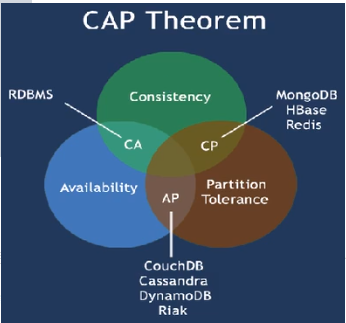 CAP Theorem
RDBMS
Consistency
MongoDB
HBase
Redis
CA
CP
Availability
Partition
Tolerance
AP
CouchDB
Cassandra
DynamoDB
Riak